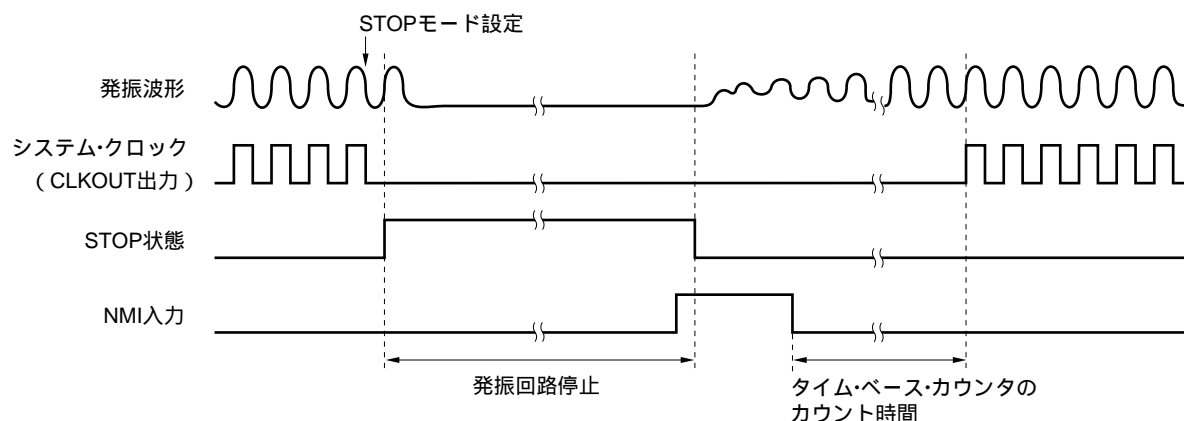 STOPモード設定
発振波形
システム・クロック
（CLKOUT出力）
STOP状態
NMI入力
発振回路停止
タイム・ベース・カウンタの
カウント時間